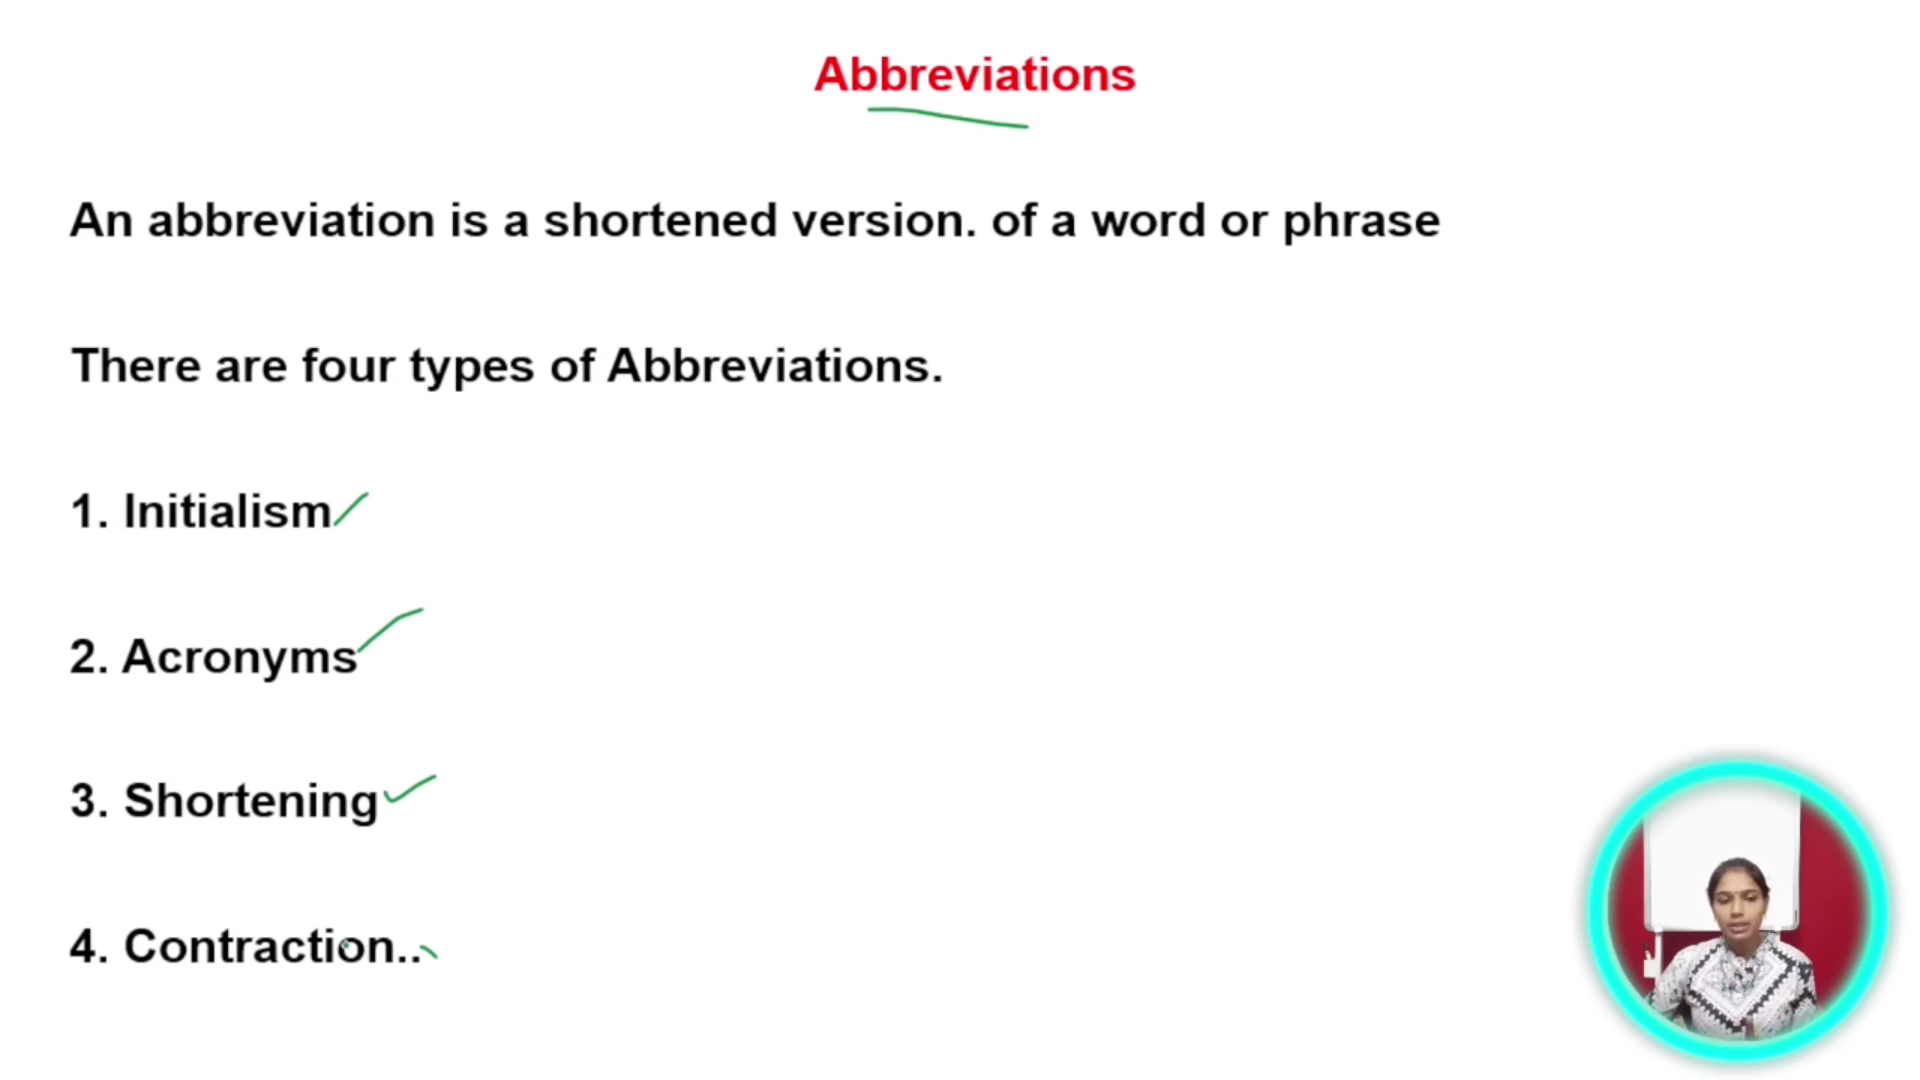 Abbreviations
An abbreviation is a shortened version. of a word or phrase
There are four types of Abbreviations.
1. Initialism
2. Acronyms
3. Shortening
4. Contraction..